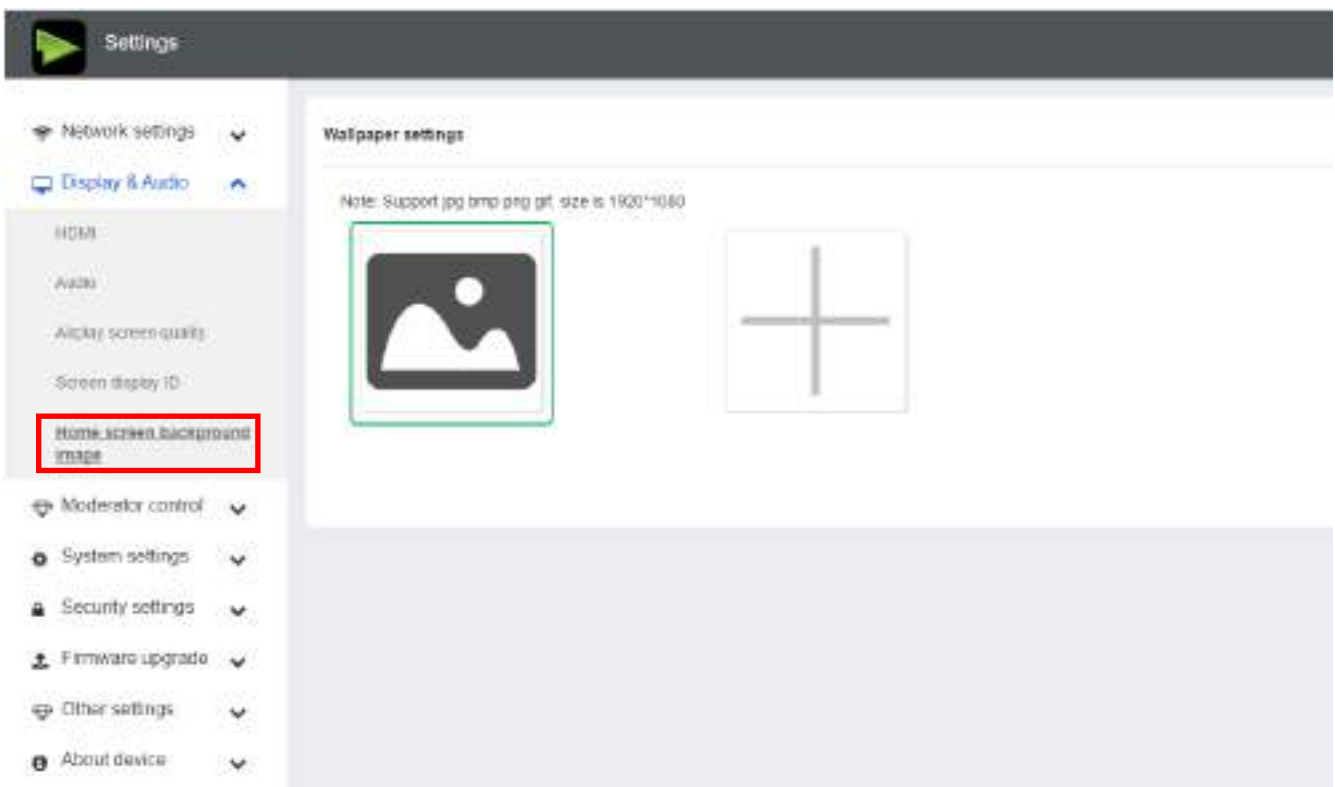 Settings
Network settings
Display & Audio
HDMI
Audio
Airplay screen quality
Screen display ID
Home screen background
image
Moderator control
System settings
Security settings
Firmware upgrade
Other settings
About device
Wallpaper settings
Note: Support jpg bmp png gif, size is 1920*1080